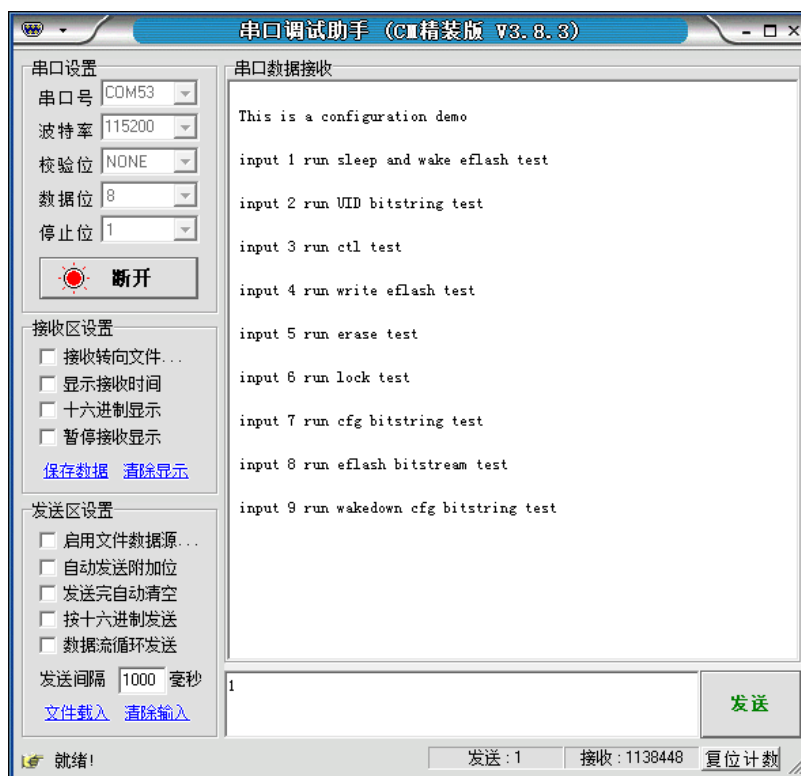 串口调试助手 (CM精装版 V3.8.3)
串口设置
串口号 COM53
波特率 115200
校验位 NONE
数据位 8
停止位 1
断开
接收区设置
接收转向文件...
显示接收时间
十六进制显示
暂停接收显示
保存数据 清除显示
发送区设置
启用文件数据源...
自动发送附加位
发送完自动清空
按十六进制发送
数据流循环发送
发送间隔 1000 毫秒
文件载入 清除输入
串口数据接收
This is a configuration demo
input 1 run sleep and wake eflash test
input 2 run UID bitstring test
input 3 run ctl test
input 4 run write eflash test
input 5 run erase test
input 6 run lock test
input 7 run cfg bitstring test
input 8 run eflash bitstream test
input 9 run wakedown cfg bitstring test
1
发送
就绪!
发送:1
接收:1138448
复位计数